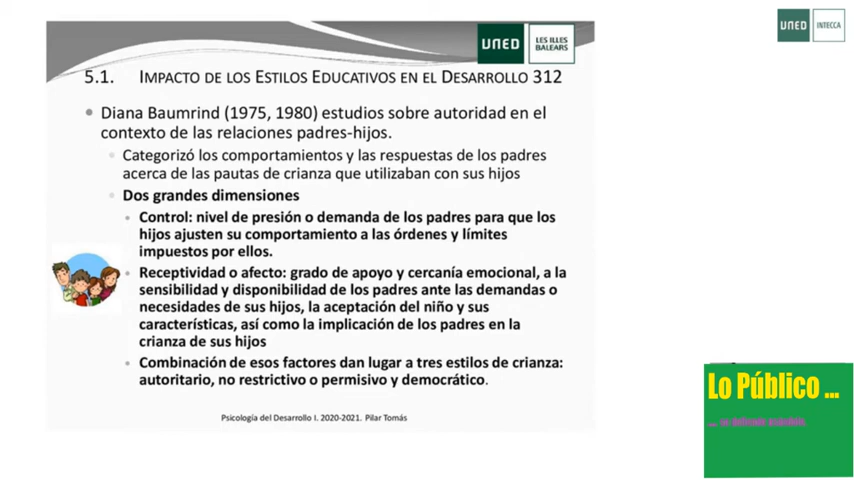 UNED
LES ILLES
BALEARS
UNED
INTECCA
5.1. IMPACTO DE LOS ESTILOS EDUCATIVOS EN EL DESARROLLO 312
Diana Baumrind (1975, 1980) estudios sobre autoridad en el
contexto de las relaciones padres-hijos.
Categorizó los comportamientos y las respuestas de los padres
acerca de las pautas de crianza que utilizaban con sus hijos
Dos grandes dimensiones
Control: nivel de presión o demanda de los padres para que los
hijos ajusten su comportamiento a las órdenes y límites
impuestos por ellos.
Receptividad o afecto: grado de apoyo y cercanía emocional, a la
sensibilidad y disponibilidad de los padres ante las demandas o
necesidades de sus hijos, la aceptación del niño y sus
características, así como la implicación de los padres en la
crianza de sus hijos
Combinación de esos factores dan lugar a tres estilos de crianza:
autoritario, no restrictivo o permisivo y democrático.
Psicología del Desarrollo I. 2020-2021. Pilar Tomás
Lo Público ...